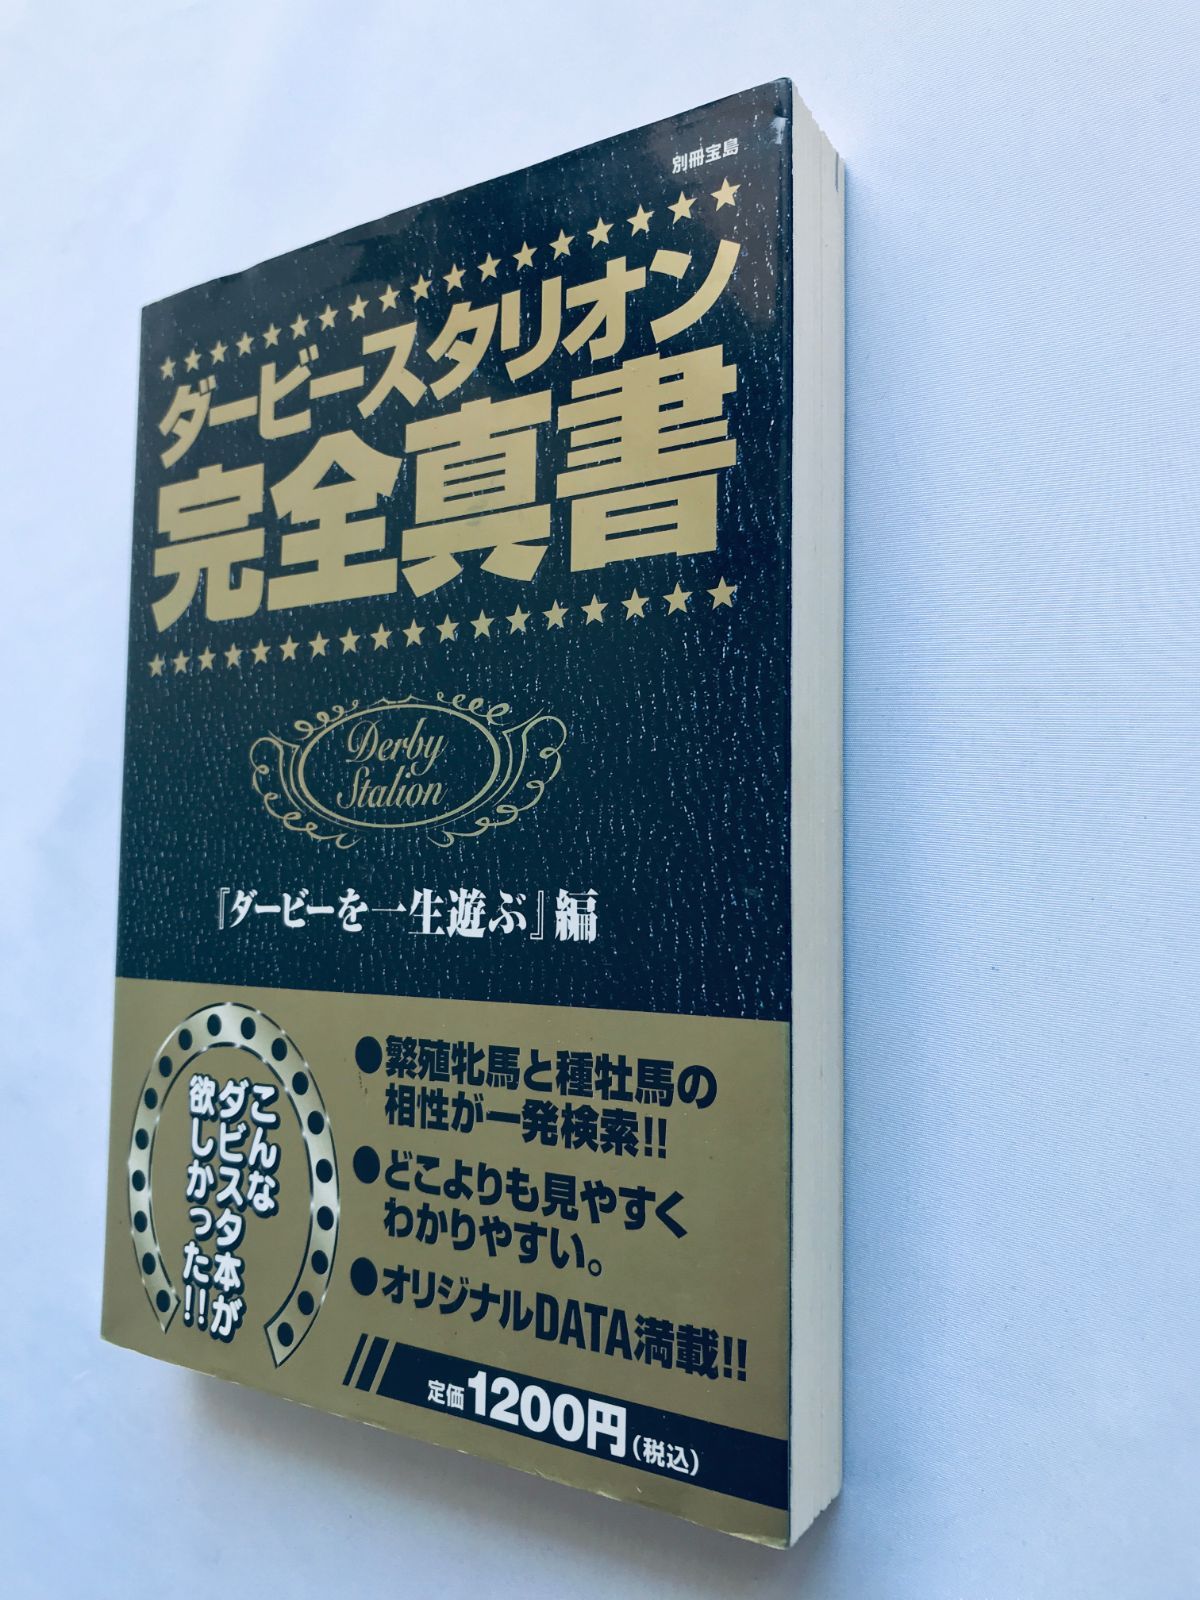 別冊宝島
ダービースタリオン
完全真書
Derby
Stalion
『ダービーを一生遊ぶ』編
こんな
ダビスタ本が
欲しかった!!
●繁殖牝馬と種牡馬の
相性が一発検索!!
●どこよりも見やすく
わかりやすい。
●オリジナルDATA満載!!
定価1200円(税込)